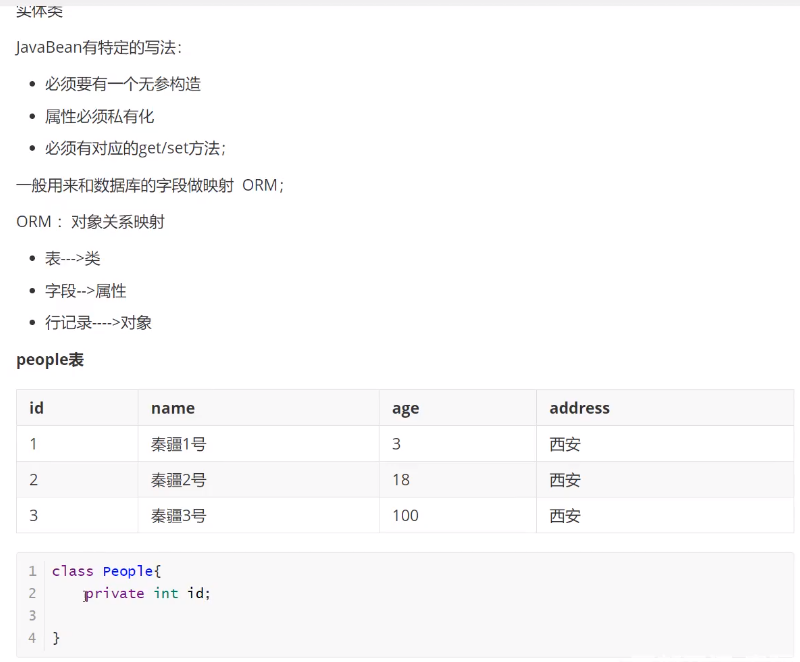 实体类
JavaBean有特定的写法：
必须要有一个无参构造
属性必须私有化
必须有对应的get/set方法；
一般用来和数据库的字段做映射 ORM；
ORM ：对象关系映射
表--->类
字段-->属性
行记录---->对象
people表
id name age address
1 秦疆1号 3 西安
2 秦疆2号 18 西安
3 秦疆3号 100 西安
1 class People{
2 private int id;
3
4 }